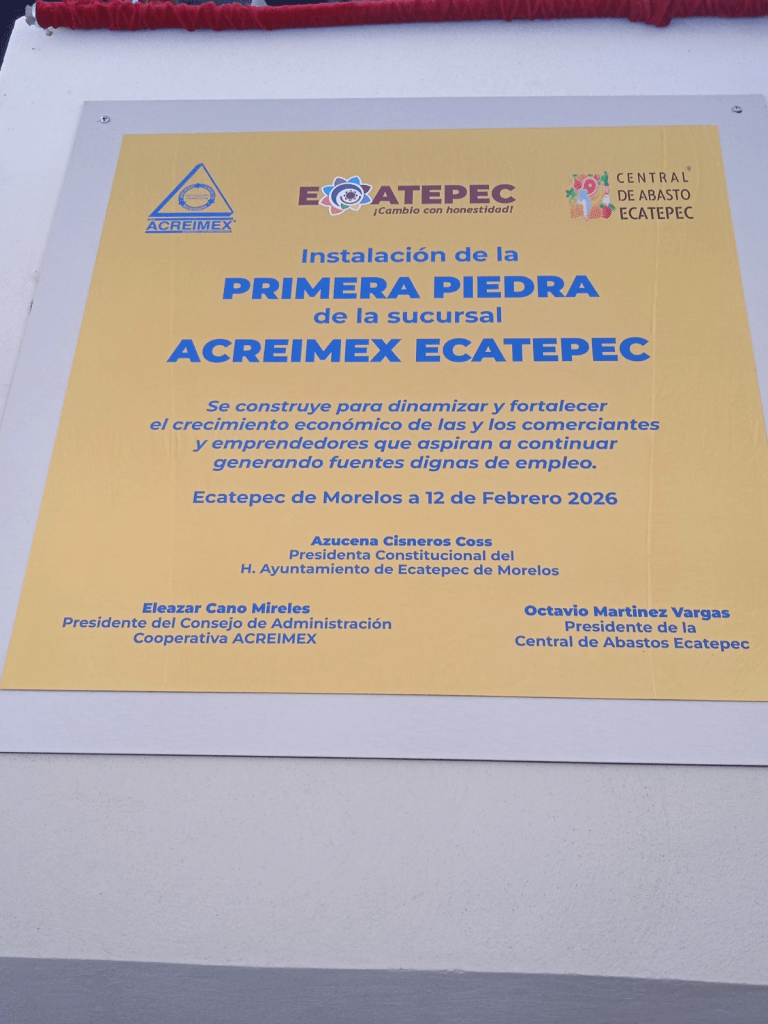 ACREIMEX
ECATEPEC
¡Cambio con honestidad!
CENTRAL
DE ABASTO
ECATEPEC
Instalación de la
PRIMERA PIEDRA
de la sucursal
ACREIMEX ECATEPEC
Se construye para dinamizar y fortalecer
el crecimiento económico de las y los comerciantes
y emprendedores que aspiran a continuar
generando fuentes dignas de empleo.
Ecatepec de Morelos a 12 de Febrero 2026
Azucena Cisneros Coss
Presidenta Constitucional del
H. Ayuntamiento de Ecatepec de Morelos
Eleazar Cano Mireles
Presidente del Consejo de Administración
Cooperativa ACREIMEX
Octavio Martinez Vargas
Presidente de la
Central de Abastos Ecatepec